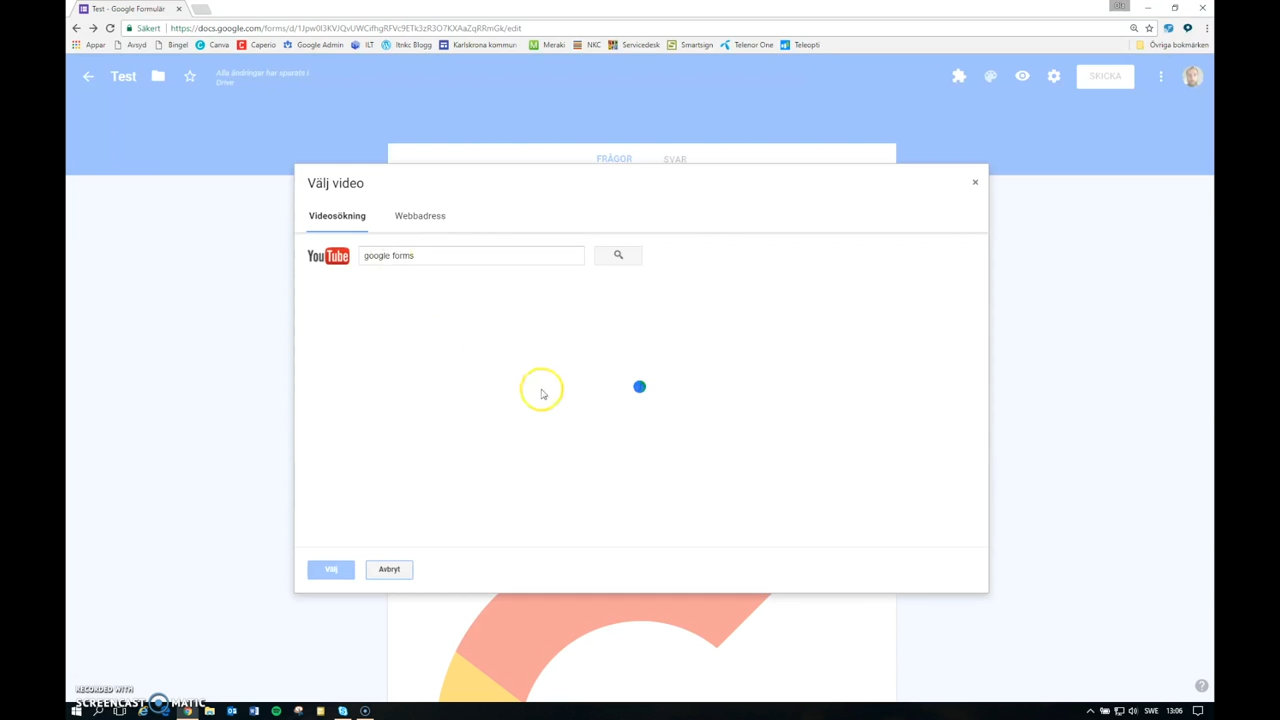 Test - Google Formulär
Säkert
https://docs.google.com/forms/d/1Jpw0I3KVJQvUWCifhgRFVc9ETk3zR3O7KXAaZqRRmGk/edit
Appar Avsyd Bingel Canva Caperio Google Admin ILT Itnkc Blogg Karlskrona kommun Meraki NKC Servicedesk Smartsign Telenor One Teleopti Övriga bokmärken
Test
Alla ändringar har sparats i
Drive
SKICKA
FRÅGOR SVAR
Välj video
Videosökning Webbadress
YouTube google forms
Välj Avbryt
RECORDED WITH
SCREENCAST MATIC
SWE 13:06